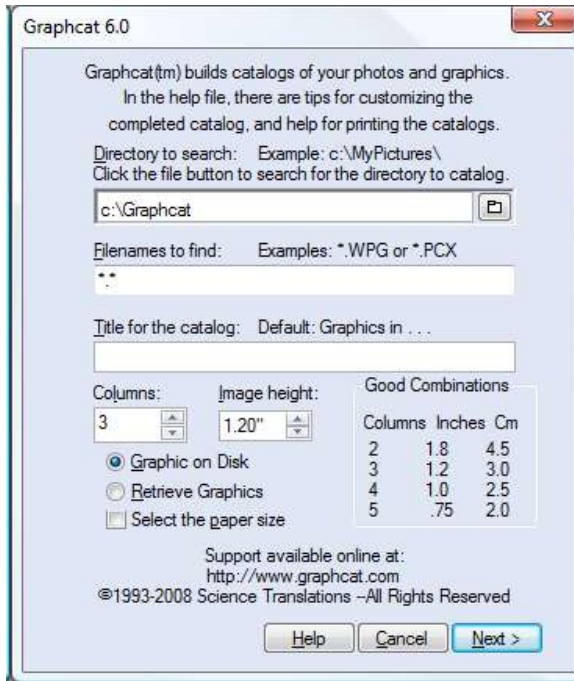 Graphcat 6.0
Graphcat(tm) builds catalogs of your photos and graphics.
In the help file, there are tips for customizing the
completed catalog, and help for printing the catalogs.
Directory to search: Example: c:\MyPictures\
Click the file button to search for the directory to catalog.
c:\Graphcat
Filenames to find: Examples: *.WPG or *.PCX
*.*
Title for the catalog: Default: Graphics in . . .
Columns:
3
Image height:
1.20"
Graphic on Disk
Retrieve Graphics
Select the paper size
Good Combinations
Columns Inches Cm
2 1.8 4.5
3 1.2 3.0
4 1.0 2.5
5 .75 2.0
Support available online at:
http://www.graphcat.com
©1993-2008 Science Translations --All Rights Reserved
Help Cancel Next >